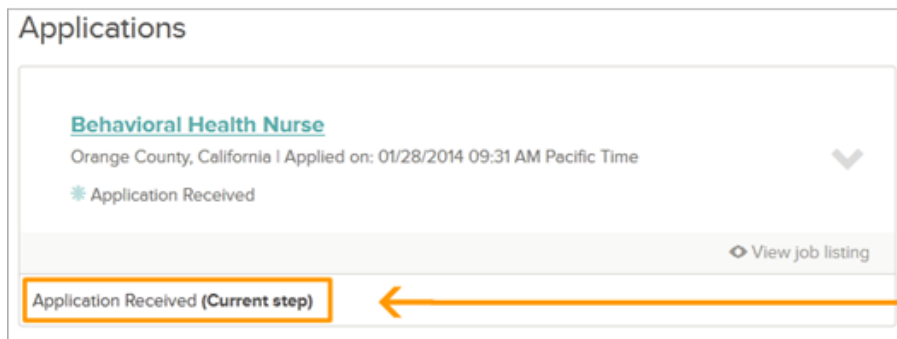 Applications
Behavioral Health Nurse
Orange County, California | Applied on: 01/28/2014 09:31 AM Pacific Time
Application Received
View job listing
Application Received (Current step)